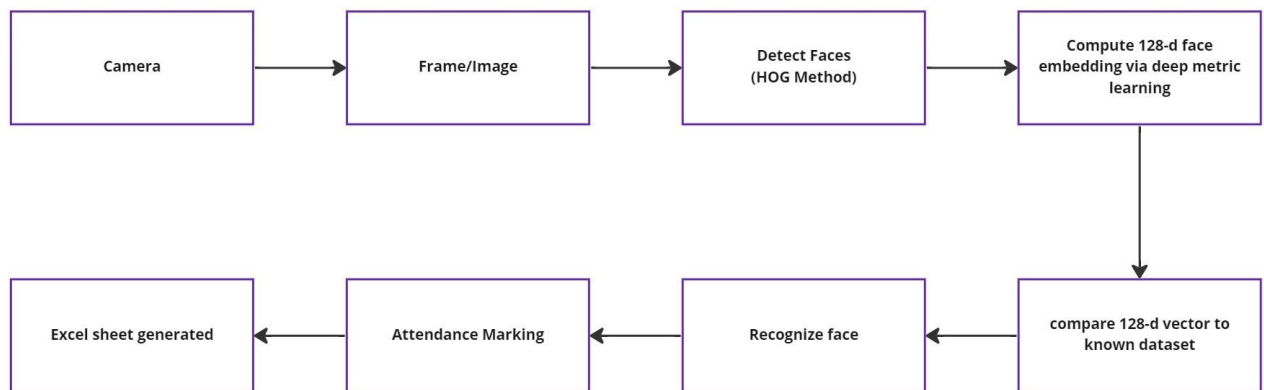 Camera
Frame/Image
Detect Faces
(HOG Method)
Compute 128-d face
embedding via deep metric
learning
compare 128-d vector to
known dataset
Recognize face
Attendance Marking
Excel sheet generated